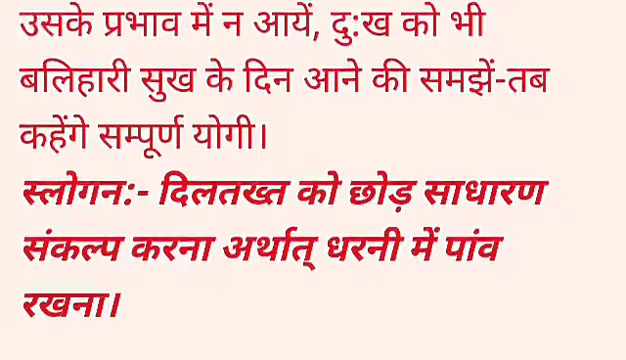 उसके प्रभाव में न आयें, दु:ख को भी
बलिहारी सुख के दिन आने की समझें-तब
कहेंगे सम्पूर्ण योगी।
स्लोगन:- दिलतख्त को छोड़ साधारण
संकल्प करना अर्थात् धरनी में पांव
रखना।